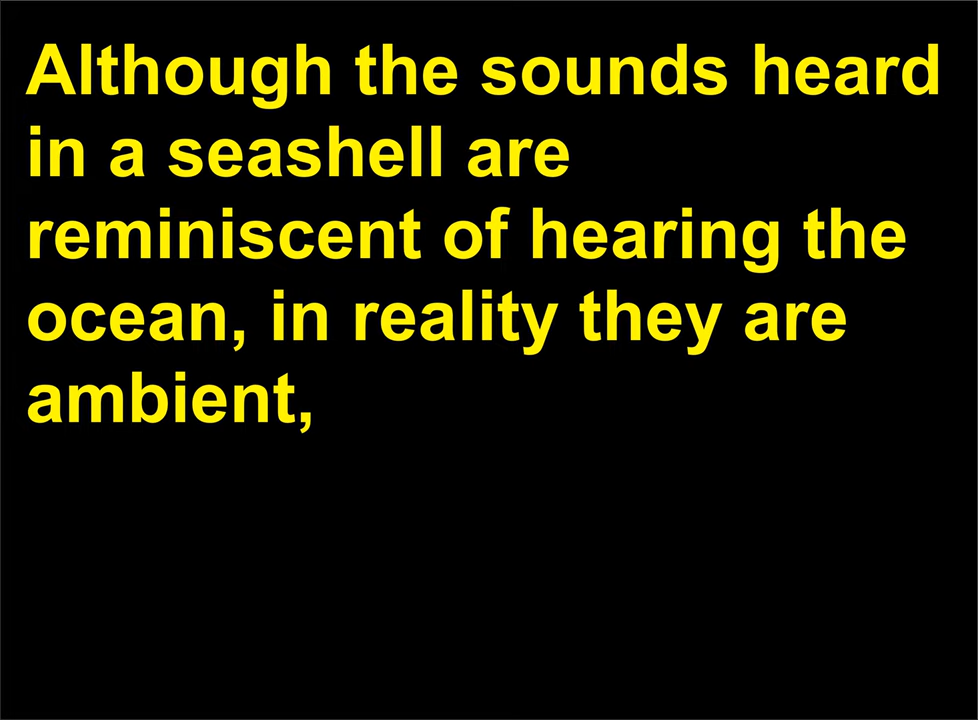 Although the sounds heard
in a seashell are
reminiscent of hearing the
ocean, in reality they are
ambient,